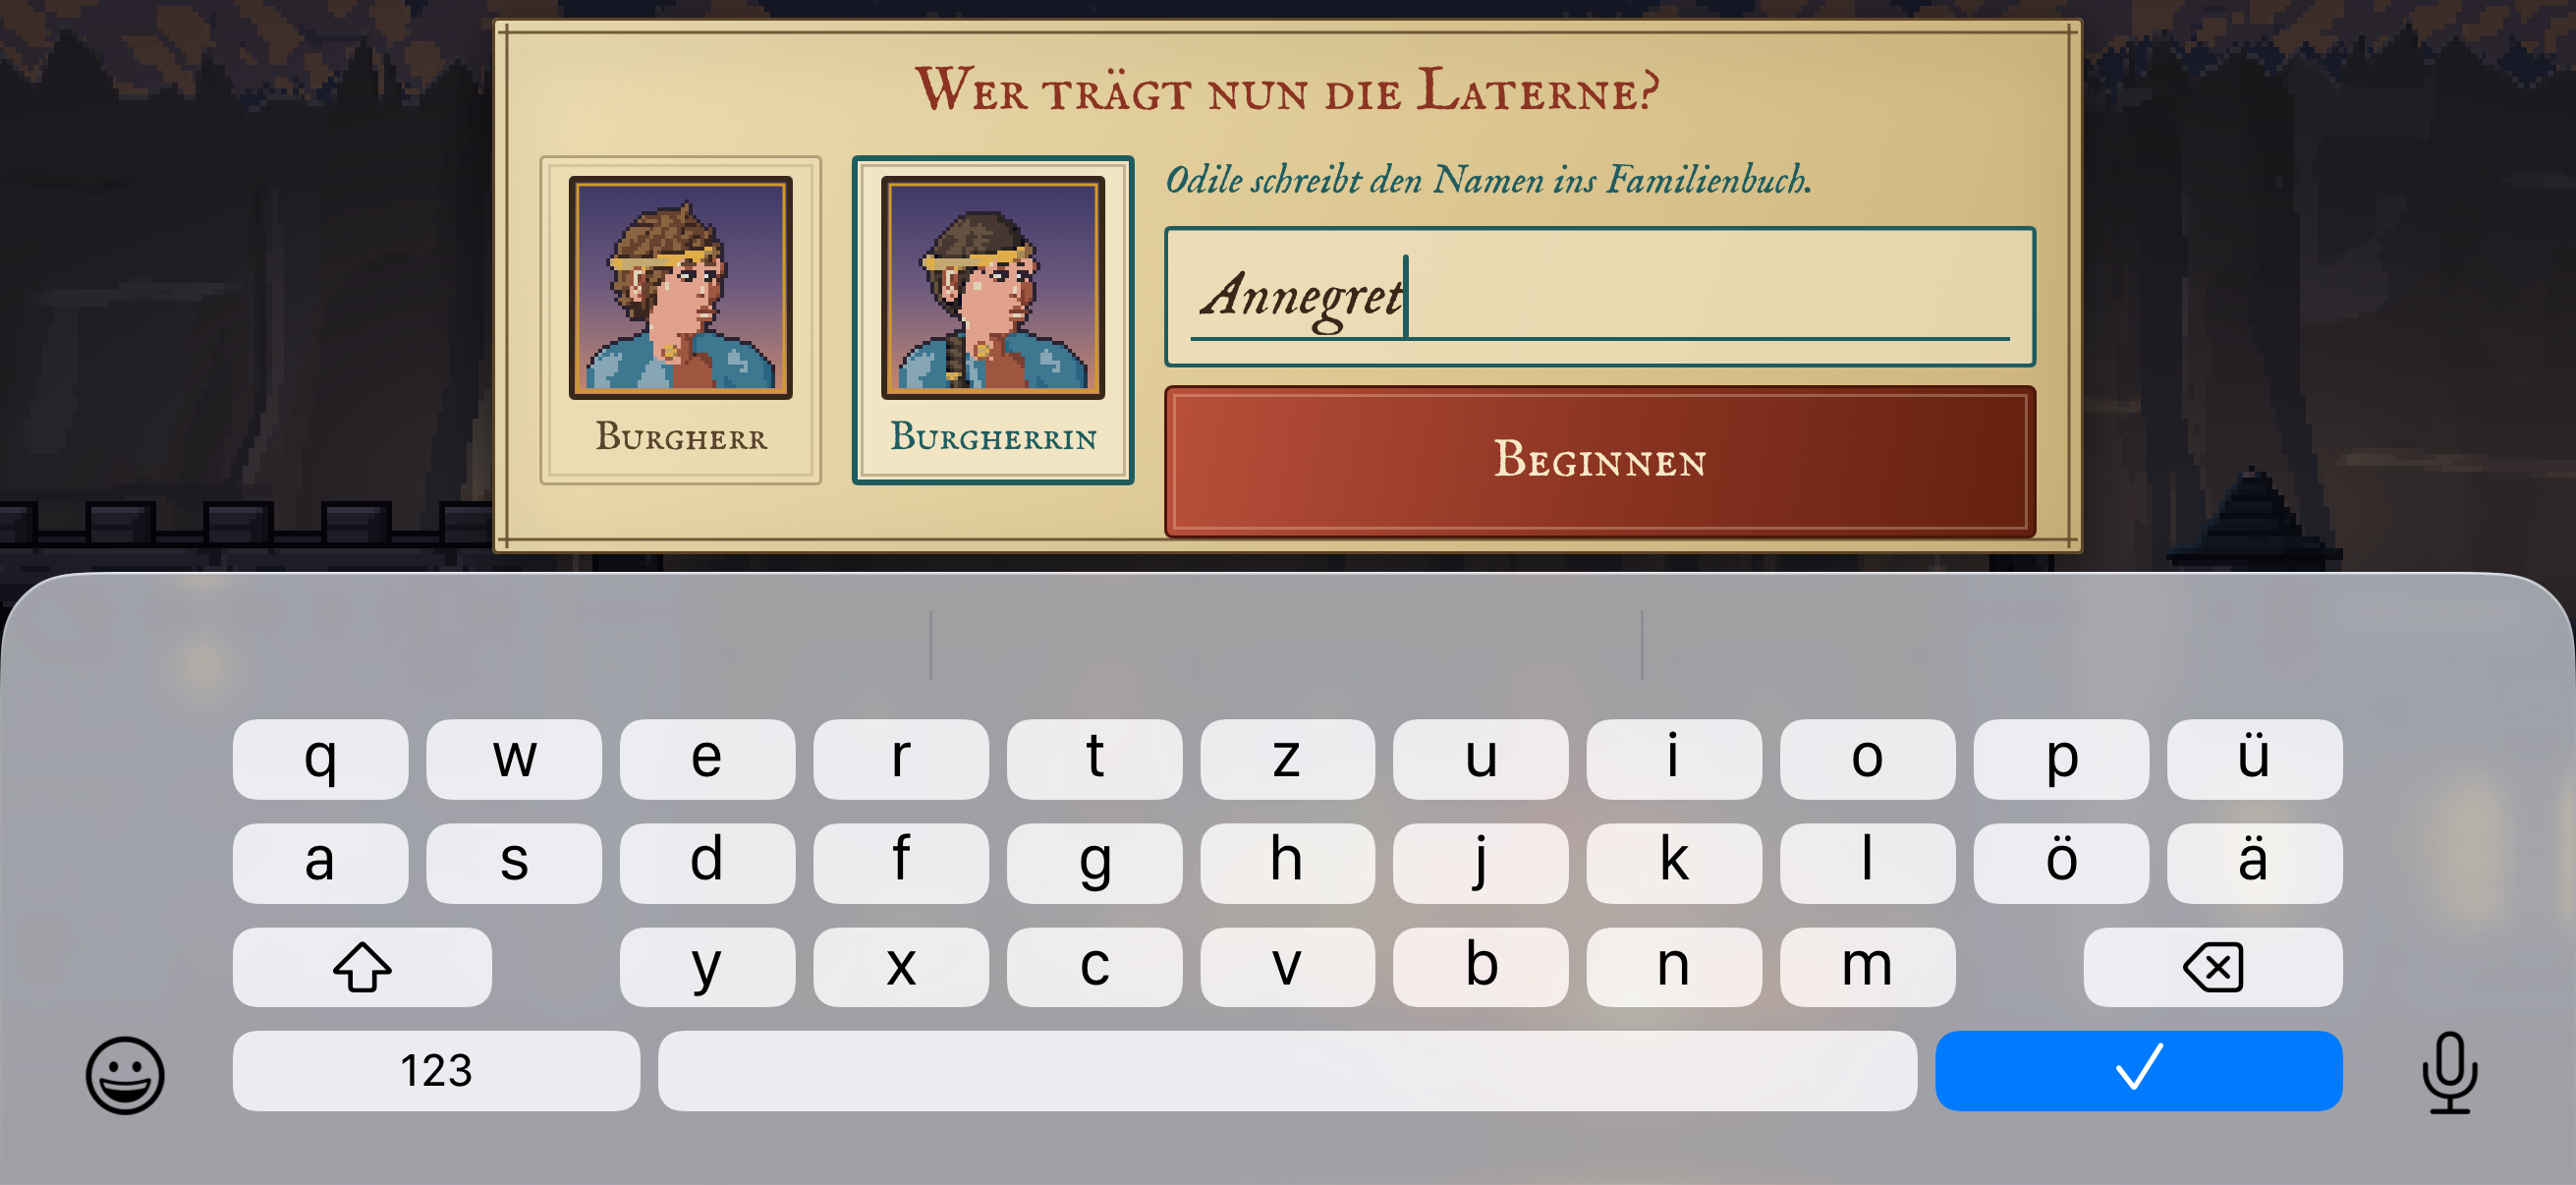 Wer trägt nun die Laterne?
Burgherr
Burgherrin
Odile schreibt den Namen ins Familienbuch.
Annegret
Beginnen
q w e r t z u i o p ü
a s d f g h j k l ö ä
y x c v b n m
123